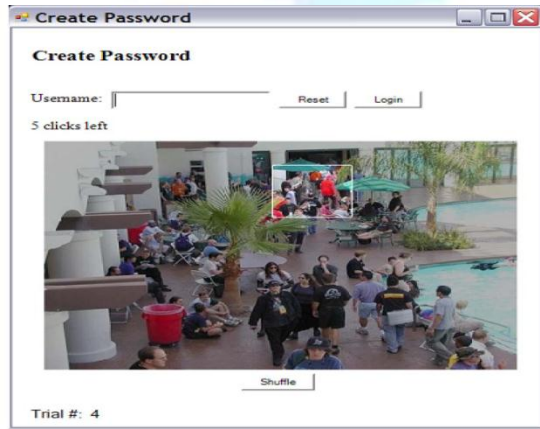 Create Password
Create Password
Username: Reset Login
5 clicks left
Shuffle
Trial #: 4